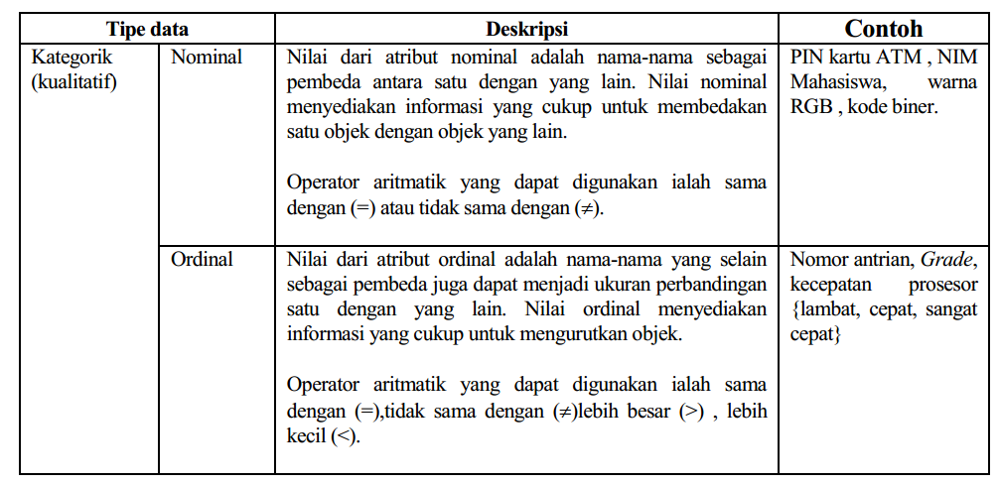 Tipe data Deskripsi Contoh
Kategorik (kualitatif)
Nominal
Nilai dari atribut nominal adalah nama-nama sebagai
pembeda antara satu dengan yang lain. Nilai nominal
menyediakan informasi yang cukup untuk membedakan
satu objek dengan objek yang lain.
Operator aritmatik yang dapat digunakan ialah sama
dengan (=) atau tidak sama dengan (≠).
PIN kartu ATM , NIM
Mahasiswa, warna
RGB , kode biner.
Ordinal
Nilai dari atribut ordinal adalah nama-nama yang selain
sebagai pembeda juga dapat menjadi ukuran perbandingan
satu dengan yang lain. Nilai ordinal menyediakan
informasi yang cukup untuk mengurutkan objek.
Operator aritmatik yang dapat digunakan ialah sama
dengan (=),tidak sama dengan (≠)lebih besar (>) , lebih
kecil (<).
Nomor antrian, Grade,
kecepatan prosesor
{lambat, cepat, sangat
cepat}